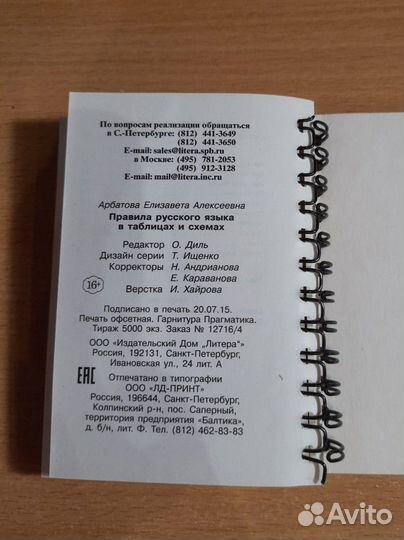 По вопросам реализации обращаться
в С.-Петербурге: (812) 441-3649
(812) 441-3650
E-mail: sales@litera.spb.ru
в Москве: (495) 781-2053
(495) 912-3128
E-mail: mail@litera.inc.ru
Арбатова Елизавета Алексеевна
Правила русского языка
в таблицах и схемах
Редактор О. Диль
Дизайн серии Т. Ищенко
Корректоры Н. Андрианова
Е. Караванова
16+
Верстка И. Хайрова
Подписано в печать 20.07.15.
Печать офсетная. Гарнитура Прагматика.
Тираж 5000 экз. Заказ № 12716/4
ООО «Издательский Дом „Литера“»
Россия, 192131, Санкт-Петербург,
Ивановская ул., 24 лит. А
EAC
Отпечатано в типографии
ООО «ЛД-ПРИНТ»
Россия, 196644, Санкт-Петербург,
Колпинский р-н, пос. Саперный,
территория предприятия «Балтика»,
д. б/н, лит Ф. Тел. (812) 462-83-83
Avito